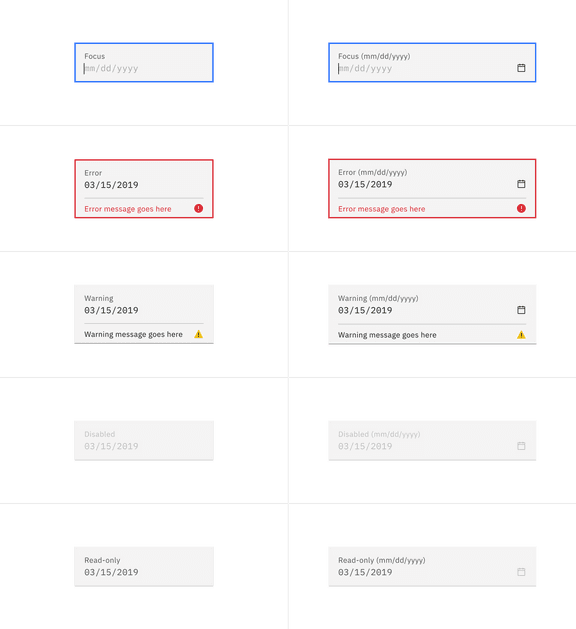 Focus
mm/dd/yyyy
Focus (mm/dd/yyyy)
mm/dd/yyyy
Error
03/15/2019
Error message goes here
Error (mm/dd/yyyy)
03/15/2019
Error message goes here
Warning
03/15/2019
Warning message goes here
Warning (mm/dd/yyyy)
03/15/2019
Warning message goes here
Disabled
03/15/2019
Disabled (mm/dd/yyyy)
03/15/2019
Read-only
03/15/2019
Read-only (mm/dd/yyyy)
03/15/2019